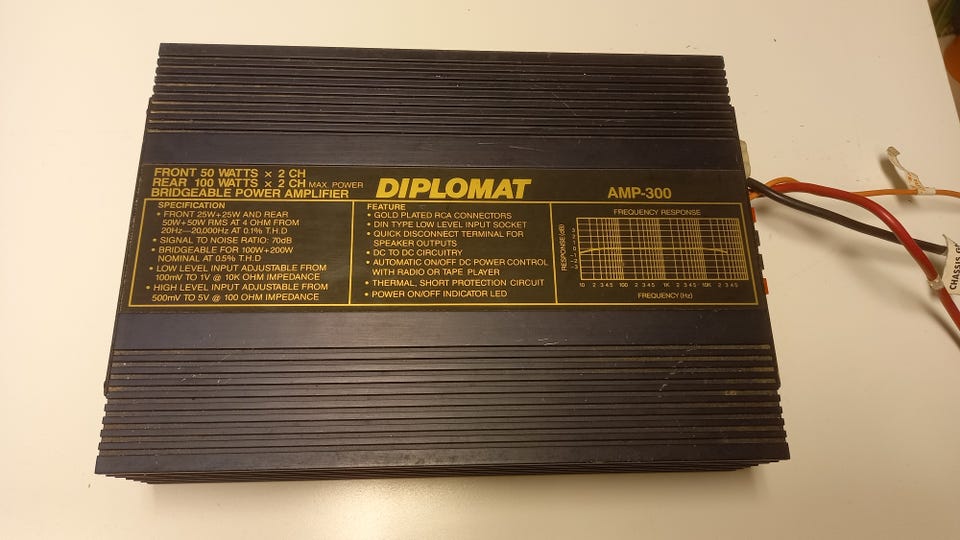 FRONT 50 WATTS × 2 CH
REAR 100 WATTS × 2 CH MAX. POWER
BRIDGEABLE POWER AMPLIFIER
DIPLOMAT
AMP-300
SPECIFICATION
• FRONT 25W+25W AND REAR
50W+50W RMS AT 4 OHM FROM
20Hz—20,000Hz AT 0.1% T.H.D
• SIGNAL TO NOISE RATIO: 70dB
• BRIDGEABLE FOR 100W+200W
NOMINAL AT 0.5% T.H.D
• LOW LEVEL INPUT ADJUSTABLE FROM
100mV TO 1V @ 10K OHM IMPEDANCE
• HIGH LEVEL INPUT ADJUSTABLE FROM
500mV TO 5V @ 100 OHM IMPEDANCE
FEATURE
• GOLD PLATED RCA CONNECTORS
• DIN TYPE LOW LEVEL INPUT SOCKET
• QUICK DISCONNECT TERMINAL FOR
SPEAKER OUTPUTS
• DC TO DC CIRCUITRY
• AUTOMATIC ON/OFF DC POWER CONTROL
WITH RADIO OR TAPE PLAYER
• THERMAL, SHORT PROTECTION CIRCUIT
• POWER ON/OFF INDICATOR LED
FREQUENCY RESPONSE
RESPONSE (dB)
10 2 3 4 5 100 2 3 4 5 1K 2 3 4 5 10K 2 3 4 5
FREQUENCY (Hz)
CHASSIS